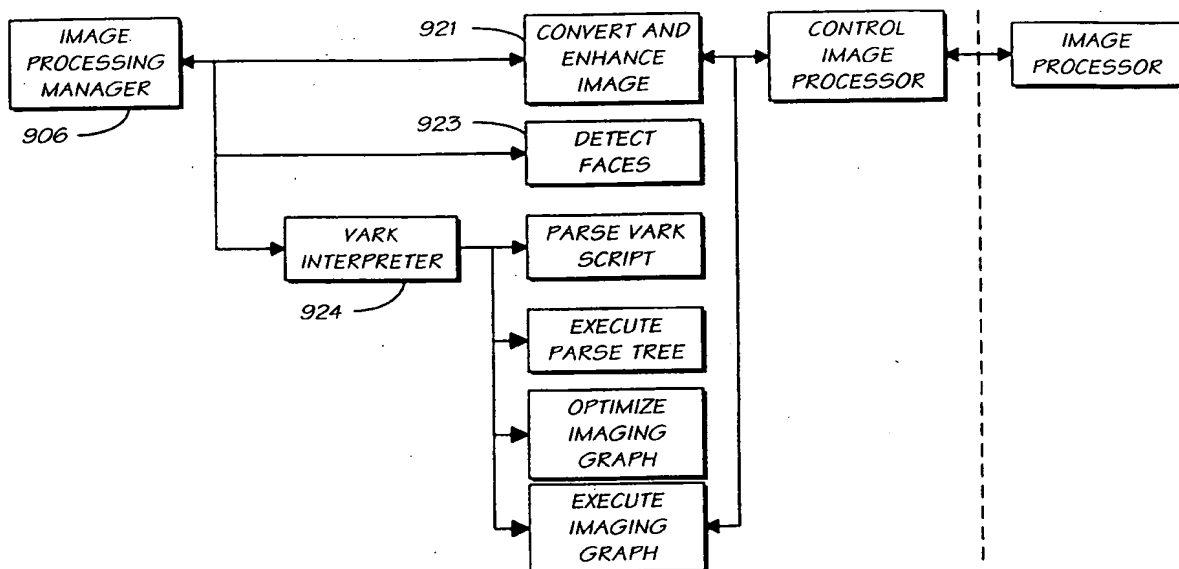 IMAGE
PROCESSING
MANAGER
906
921
CONVERT AND
ENHANCE
IMAGE
CONTROL
IMAGE
PROCESSOR
IMAGE
PROCESSOR
923
DETECT
FACES
VARK
INTERPRETER
924
PARSE VARK
SCRIPT
EXECUTE
PARSE TREE
OPTIMIZE
IMAGING
GRAPH
EXECUTE
IMAGING
GRAPH